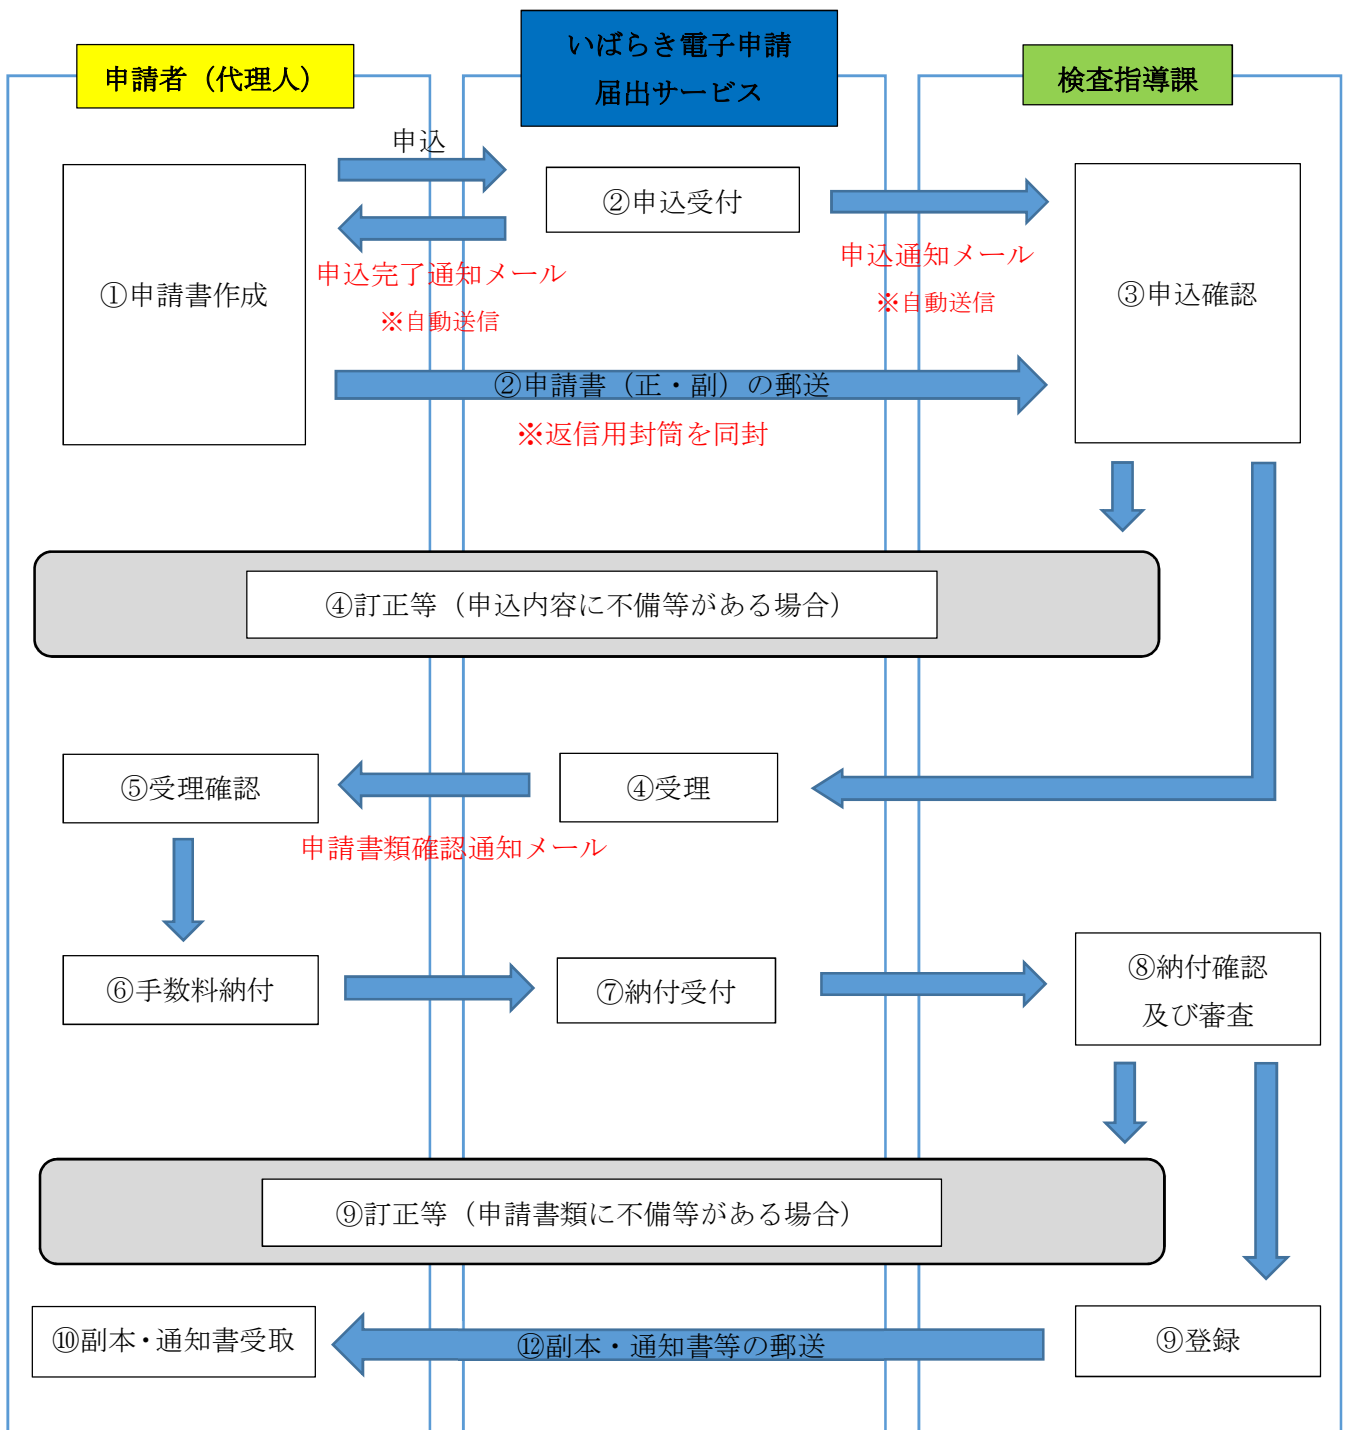 申請者（代理人）
いばらき電子申請
届出サービス
検査指導課
申込
①申請書作成
②申込受付
③申込確認
申込完了通知メール
※自動送信
申込通知メール
※自動送信
②申請書（正・副）の郵送
※返信用封筒を同封
④訂正等（申込内容に不備等がある場合）
⑤受理確認
④受理
申請書類確認通知メール
⑥手数料納付
⑦納付受付
⑧納付確認
及び審査
⑨訂正等（申請書類に不備等がある場合）
⑩副本・通知書受取
⑫副本・通知書等の郵送
⑨登録